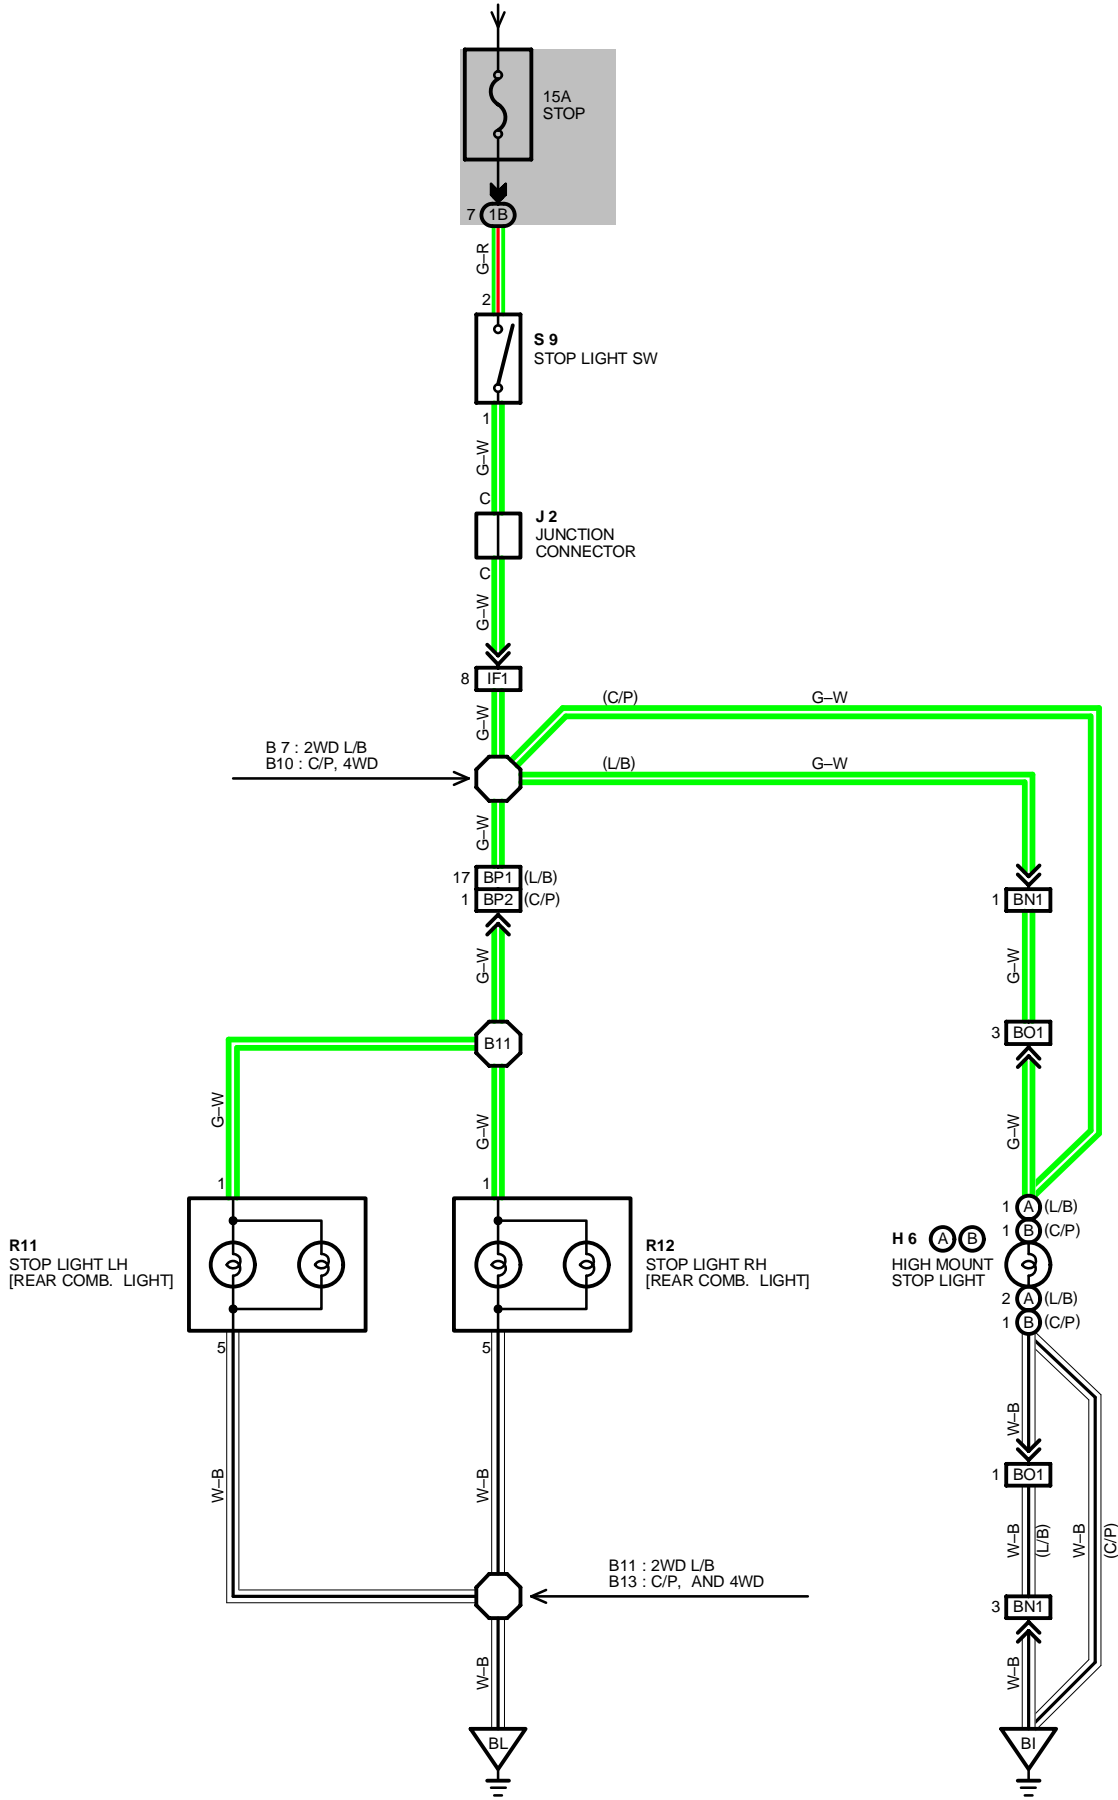 15A
STOP
7 1B
G–R
2
S 9
STOP LIGHT SW
1
G–W
C
J 2
JUNCTION
CONNECTOR
C
G–W
8 IF1
G–W
(C/P) G–W
B 7 : 2WD L/B
B10 : C/P, 4WD
(L/B) G–W
G–W
17 BP1 (L/B)
1 BP2 (C/P)
1 BN1
G–W
G–W
B11
3 BO1
G–W
G–W
G–W
1
1
1 A (L/B)
1 B (C/P)
R11
STOP LIGHT LH
[REAR COMB. LIGHT]
R12
STOP LIGHT RH
[REAR COMB. LIGHT]
H 6 A B
HIGH MOUNT
STOP LIGHT
2 A (L/B)
1 B (C/P)
5
5
W–B
W–B
W–B
1 BO1
W–B
(L/B)
W–B
(C/P)
B11 : 2WD L/B
B13 : C/P, AND 4WD
3 BN1
W–B
W–B
BL
BI